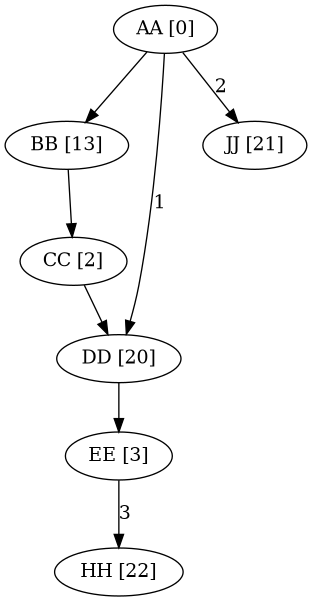 AA [0]
2
BB [13]
JJ [21]
1
CC [2]
DD [20]
EE [3]
3
HH [22]